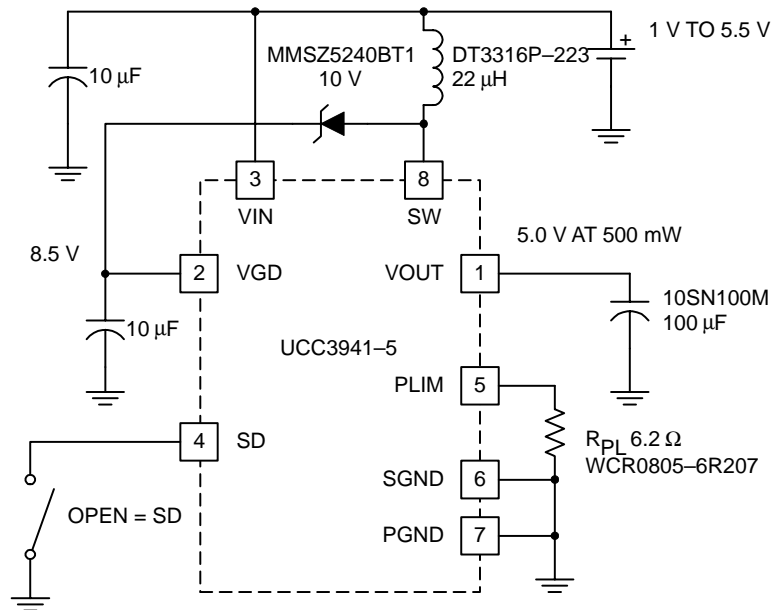 1 V TO 5.5 V
+
10 µF
MMSZ5240BT1
10 V
DT3316P–223
22 µH
3
8
VIN
SW
8.5 V
2
VGD
VOUT
1
5.0 V AT 500 mW
10 µF
10SN100M
100 µF
UCC3941–5
PLIM
5
4
SD
RPL 6.2 Ω
WCR0805–6R207
SGND
6
OPEN = SD
PGND
7